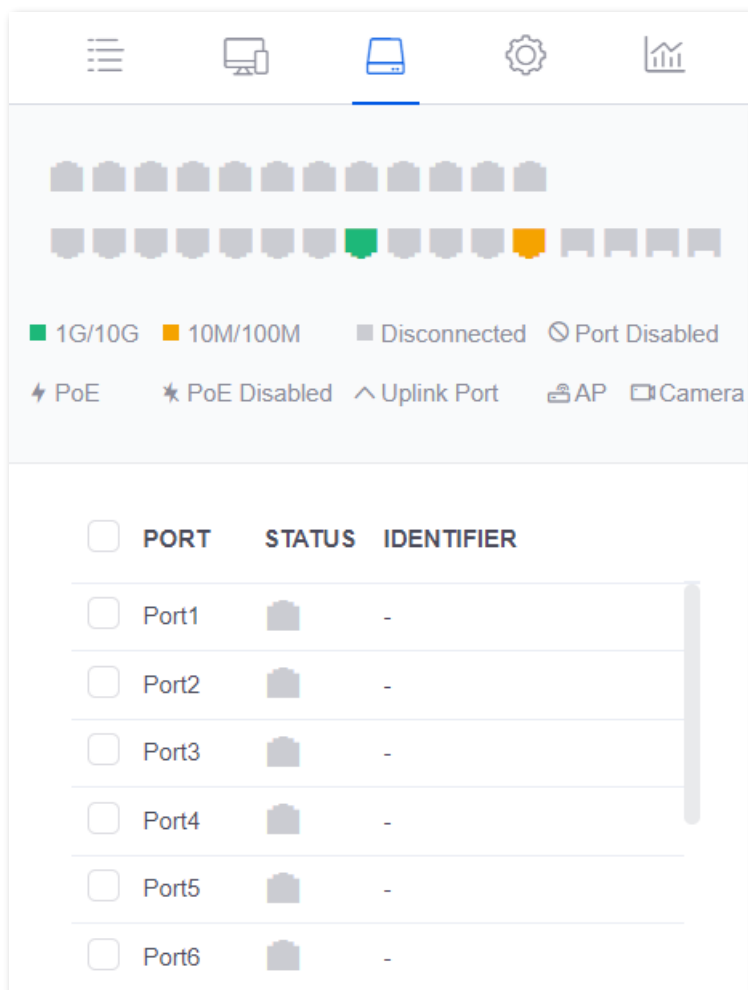 1G/10G 10M/100M Disconnected Port Disabled
PoE PoE Disabled Uplink Port AP Camera
PORT STATUS IDENTIFIER
Port1 -
Port2 -
Port3 -
Port4 -
Port5 -
Port6 -